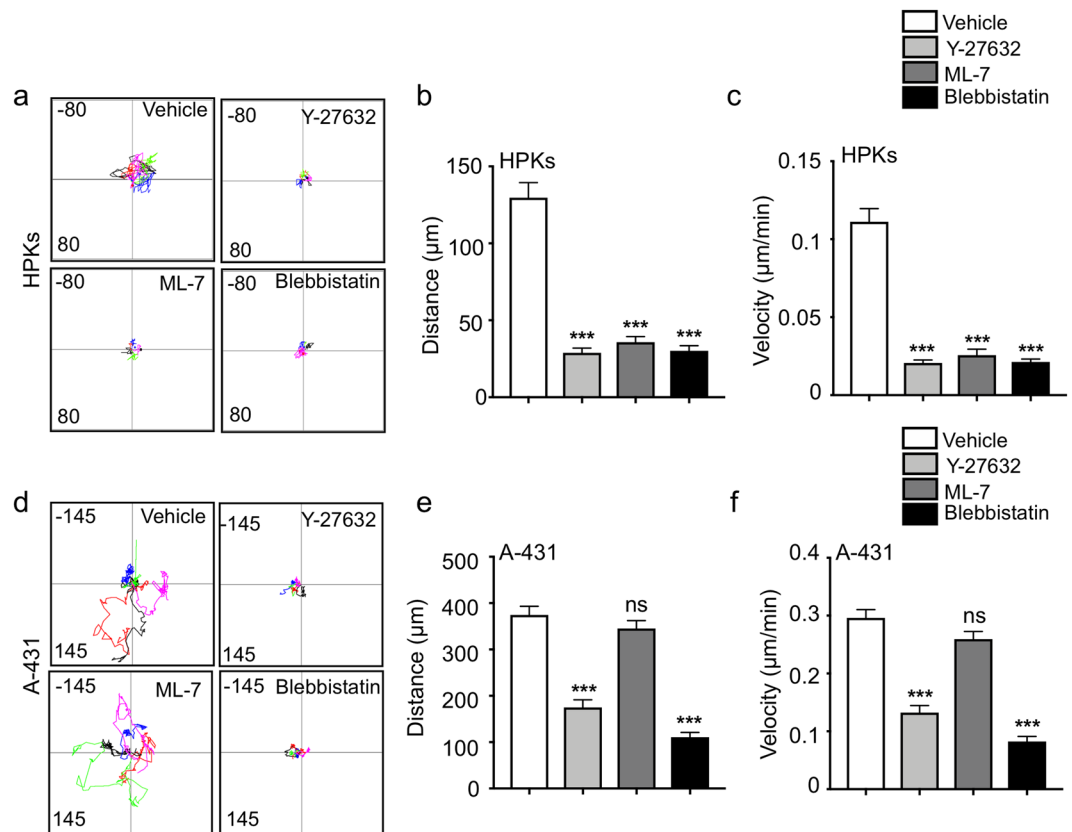 Vehicle
Y-27632
ML-7
Blebbistatin
a
-80
Vehicle
80
-80
Y-27632
80
-80
ML-7
80
-80
Blebbistatin
80
HPKs
b
HPKs
Distance (µm)
150
100
50
0
***
***
***
c
HPKs
Velocity (µm/min)
0.15
0.1
0.05
0
***
***
***
Vehicle
Y-27632
ML-7
Blebbistatin
d
-145
Vehicle
145
-145
Y-27632
145
-145
ML-7
145
-145
Blebbistatin
145
A-431
e
A-431
Distance (µm)
500
400
300
200
100
0
***
ns
***
f
A-431
Velocity (µm/min)
0.4
0.3
0.2
0.1
0
***
ns
***